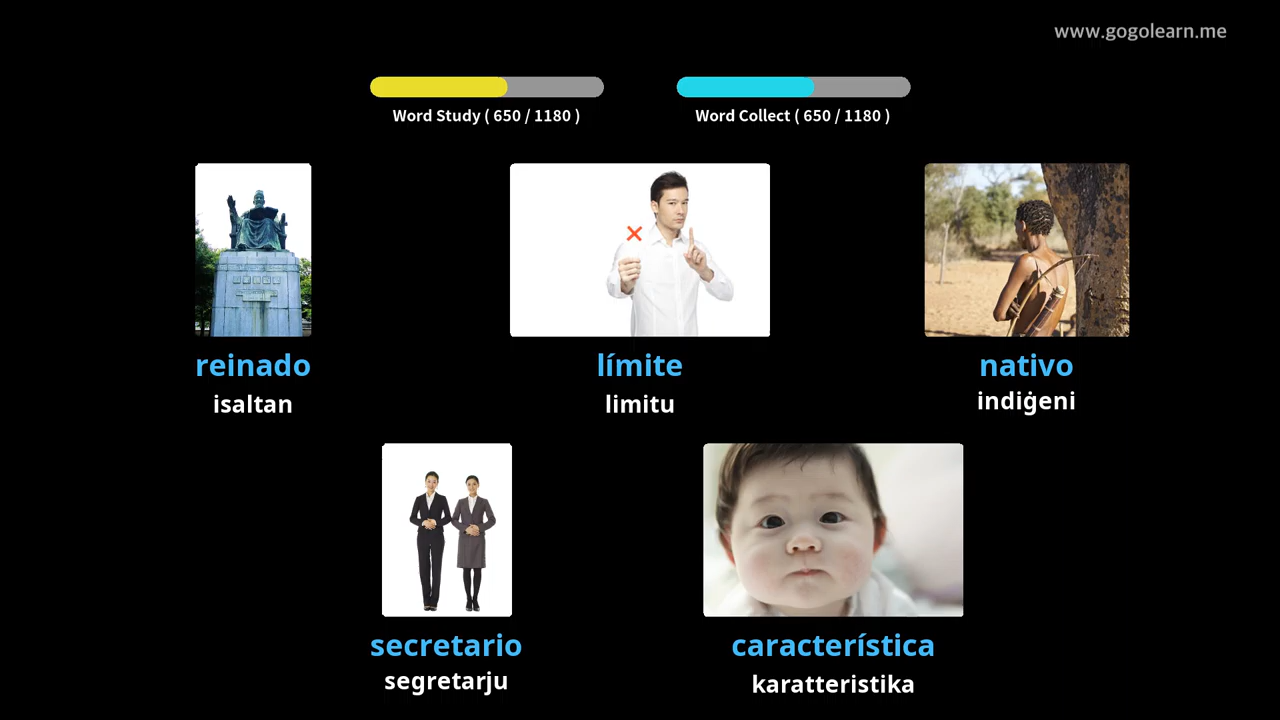 www.gogolearn.me
Word Study ( 650 / 1180 )
Word Collect ( 650 / 1180 )
reinado
isaltan
límite
limitu
nativo
indiġeni
secretario
segretarju
característica
karatteristika